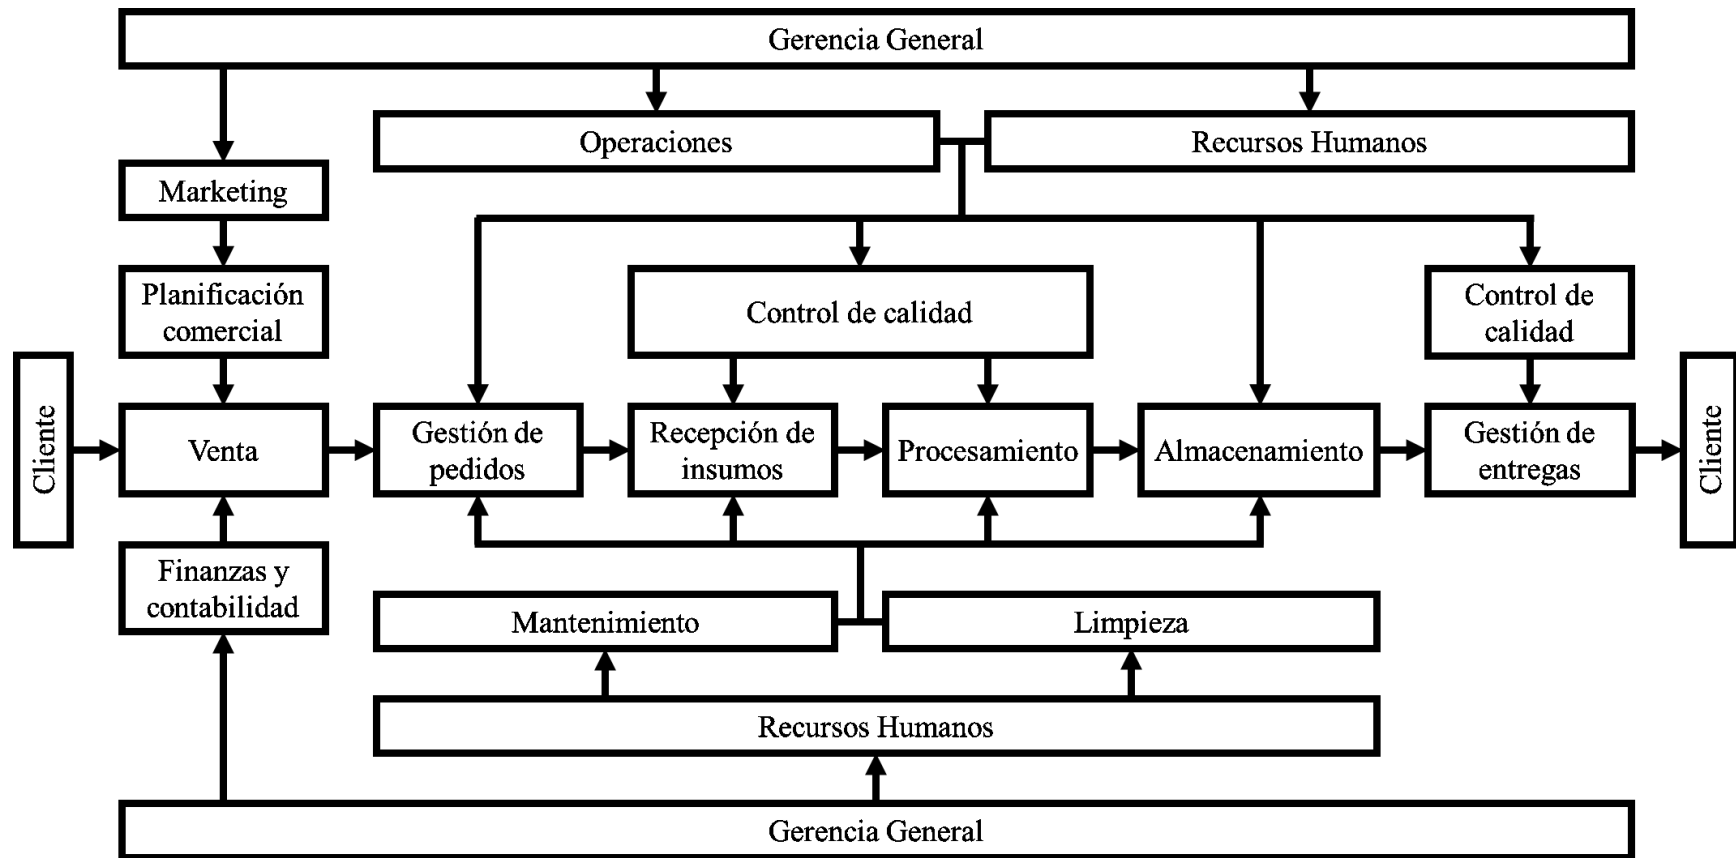 Gerencia General
Operaciones
Recursos Humanos
Marketing
Planificación
comercial
Control de calidad
Control de
calidad
Cliente
Venta
Gestión de
pedidos
Recepción de
insumos
Procesamiento
Almacenamiento
Gestión de
entregas
Cliente
Finanzas y
contabilidad
Mantenimiento
Limpieza
Recursos Humanos
Gerencia General